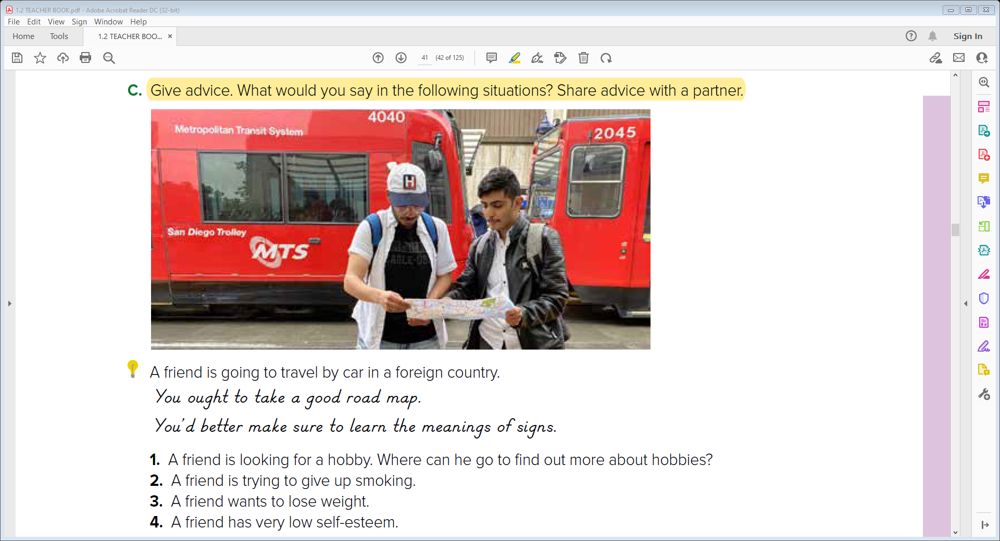 1.2 TEACHER BOOK.pdf - Adobe Acrobat Reader DC (32-bit)
File Edit View Sign Window Help
Home Tools 1.2 TEACHER BOO... × Sign In
41 (42 of 125)
C. Give advice. What would you say in the following situations? Share advice with a partner.
4040
Metropolitan Transit System
2045
H
San Diego Trolley
MTS
A friend is going to travel by car in a foreign country.
You ought to take a good road map.
You'd better make sure to learn the meanings of signs.
1. A friend is looking for a hobby. Where can he go to find out more about hobbies?
2. A friend is trying to give up smoking.
3. A friend wants to lose weight.
4. A friend has very low self-esteem.